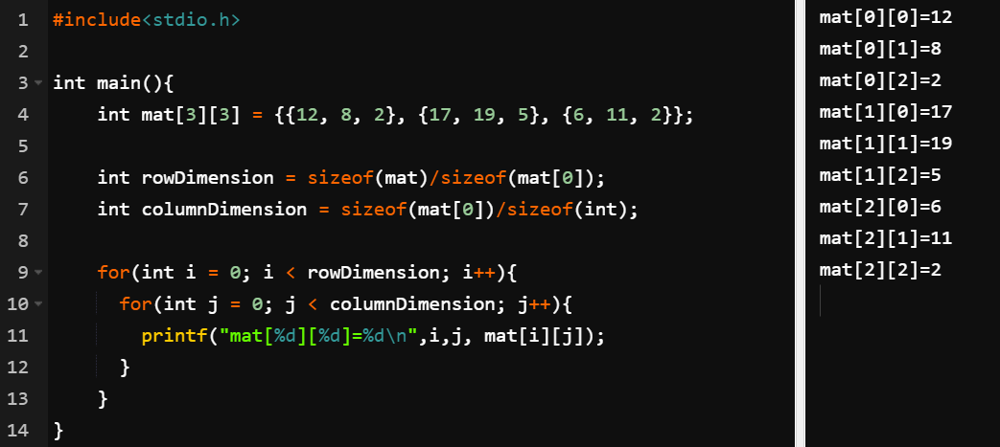 1 #include<stdio.h>
2
3 int main(){
4     int mat[3][3] = {{12, 8, 2}, {17, 19, 5}, {6, 11, 2}};
5
6     int rowDimension = sizeof(mat)/sizeof(mat[0]);
7     int columnDimension = sizeof(mat[0])/sizeof(int);
8
9     for(int i = 0; i < rowDimension; i++){
10       for(int j = 0; j < columnDimension; j++){
11         printf("mat[%d][%d]=%d\n",i,j, mat[i][j]);
12       }
13     }
14 }
mat[0][0]=12
mat[0][1]=8
mat[0][2]=2
mat[1][0]=17
mat[1][1]=19
mat[1][2]=5
mat[2][0]=6
mat[2][1]=11
mat[2][2]=2